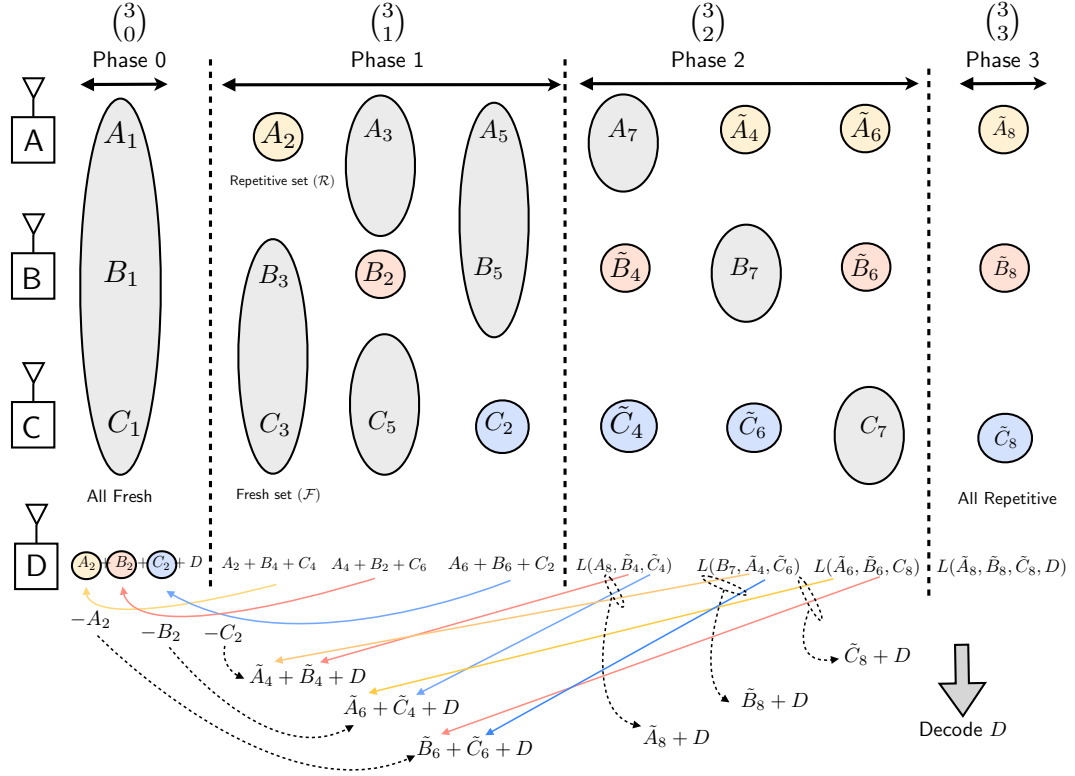 (3 0) (3 1) (3 2) (3 3)
Phase 0 Phase 1 Phase 2 Phase 3
A A₁ A₂ A₃ A₅ A₇ Ã₄ Ã₆ Ã₈
Repetitive set (R)
B B₁ B₃ B₂ B₅ B̃₄ B₇ B̃₆ B̃₈
C C₁ C₃ C₅ C₂ C̃₄ C̃₆ C₇ C̃₈
All Fresh Fresh set (F) All Repetitive
D A₂ + B₂ + C₂ + D A₂ + B₄ + C₄ A₄ + B₂ + C₆ A₆ + B₆ + C₂ L(A₈, B̃₄, C̃₄) L(B₇, Ã₄, C̃₆) L(Ã₆, B̃₆, C₈) L(Ã₈, B̃₈, C̃₈, D)
−A₂ −B₂ −C₂
Ã₄ + B̃₄ + D
C̃₈ + D
Ã₆ + C̃₄ + D
B̃₈ + D
B̃₆ + C̃₆ + D
Ã₈ + D
Decode D